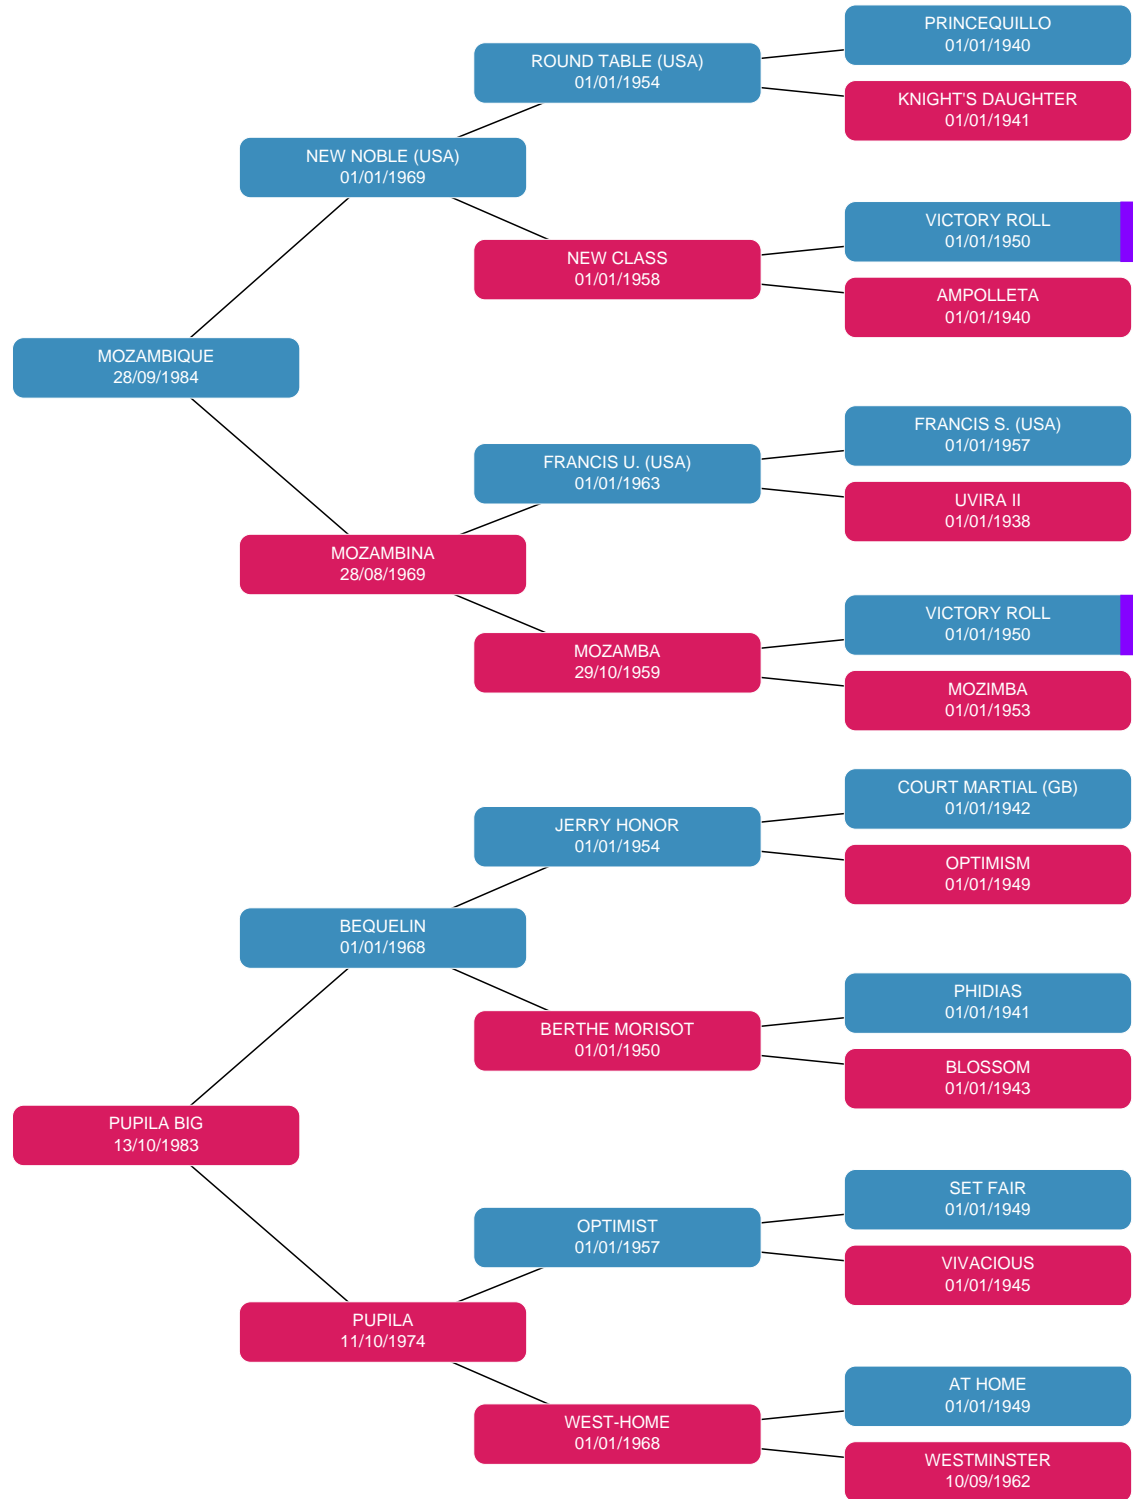 PRINCEQUILLO
01/01/1940
ROUND TABLE (USA)
01/01/1954
KNIGHT'S DAUGHTER
01/01/1941
NEW NOBLE (USA)
01/01/1969
VICTORY ROLL
01/01/1950
NEW CLASS
01/01/1958
AMPOLLETA
01/01/1940
MOZAMBIQUE
28/09/1984
FRANCIS S. (USA)
01/01/1957
FRANCIS U. (USA)
01/01/1963
UVIRA II
01/01/1938
MOZAMBINA
28/08/1969
VICTORY ROLL
01/01/1950
MOZAMBA
29/10/1959
MOZIMBA
01/01/1953
COURT MARTIAL (GB)
01/01/1942
JERRY HONOR
01/01/1954
OPTIMISM
01/01/1949
BEQUELIN
01/01/1968
PHIDIAS
01/01/1941
BERTHE MORISOT
01/01/1950
BLOSSOM
01/01/1943
PUPILA BIG
13/10/1983
SET FAIR
01/01/1949
OPTIMIST
01/01/1957
VIVACIOUS
01/01/1945
PUPILA
11/10/1974
AT HOME
01/01/1949
WEST-HOME
01/01/1968
WESTMINSTER
10/09/1962